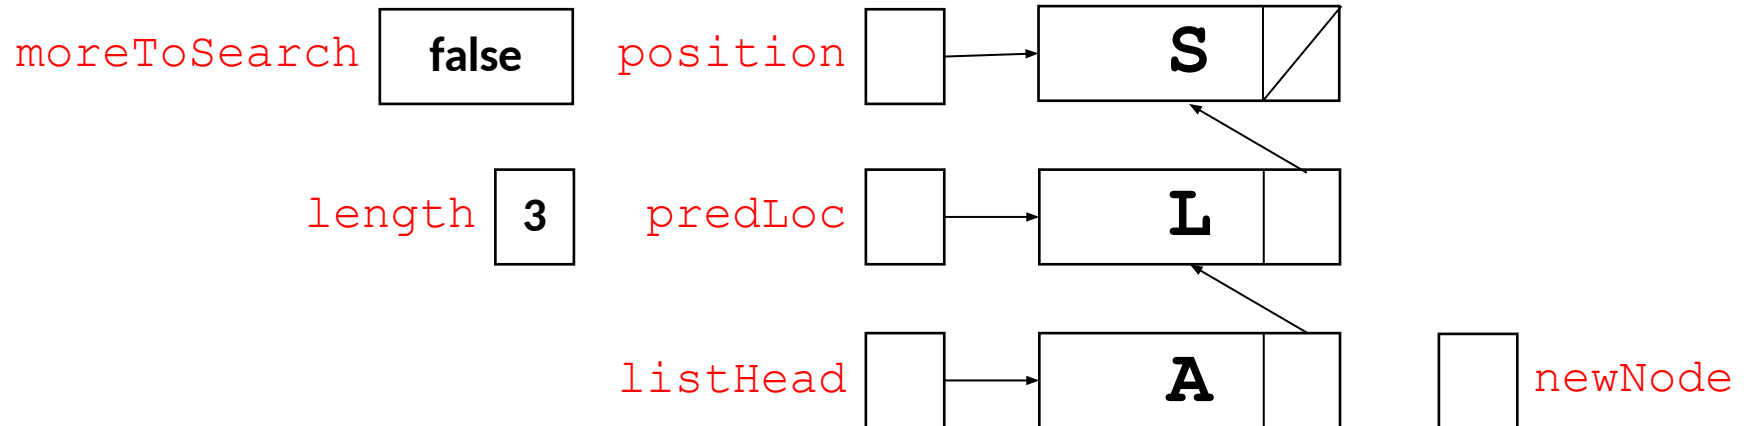 moreToSearch false position S
length 3 predLoc L
listHead A newNode